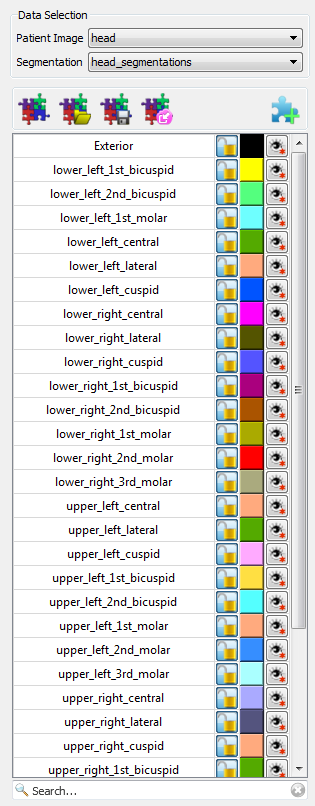 Data Selection
Patient Image head
Segmentation head_segmentations
Exterior
lower_left_1st_bicuspid
lower_left_2nd_bicuspid
lower_left_1st_molar
lower_left_central
lower_left_lateral
lower_left_cuspid
lower_right_central
lower_right_lateral
lower_right_cuspid
lower_right_1st_bicuspid
lower_right_2nd_bicuspid
lower_right_1st_molar
lower_right_2nd_molar
lower_right_3rd_molar
upper_left_central
upper_left_lateral
upper_left_cuspid
upper_left_1st_bicuspid
upper_left_2nd_bicuspid
upper_left_1st_molar
upper_left_2nd_molar
upper_left_3rd_molar
upper_right_central
upper_right_lateral
upper_right_cuspid
upper_right_1st_bicuspid
Search...